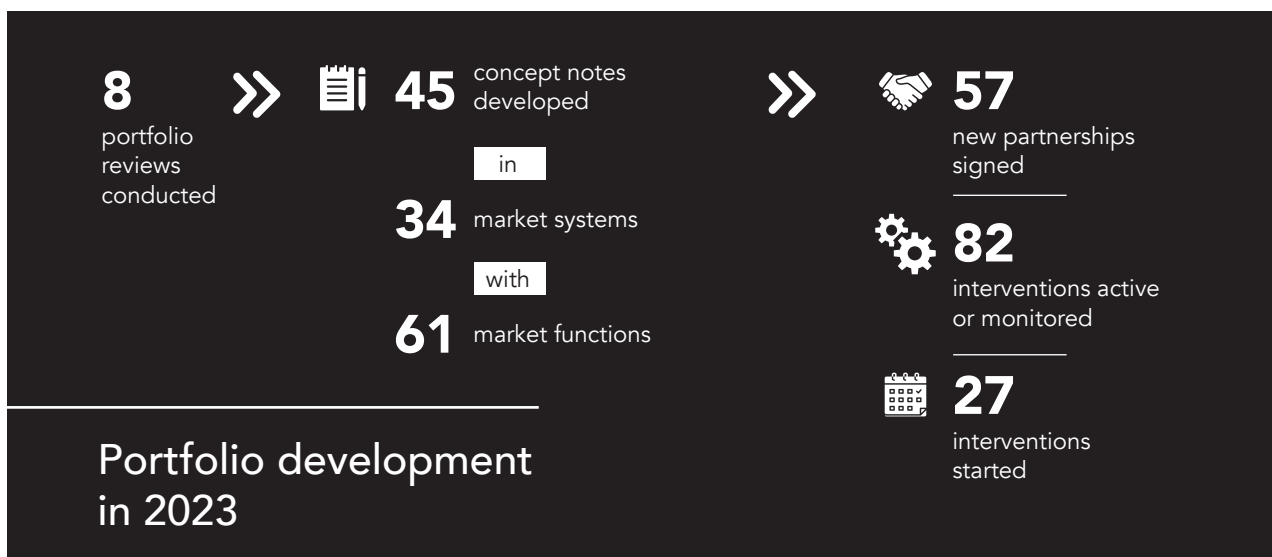 8
portfolio
reviews
conducted
45
concept notes
developed
in
34
market systems
with
61
market functions
57
new partnerships
signed
82
interventions active
or monitored
27
interventions
started
Portfolio development
in 2023